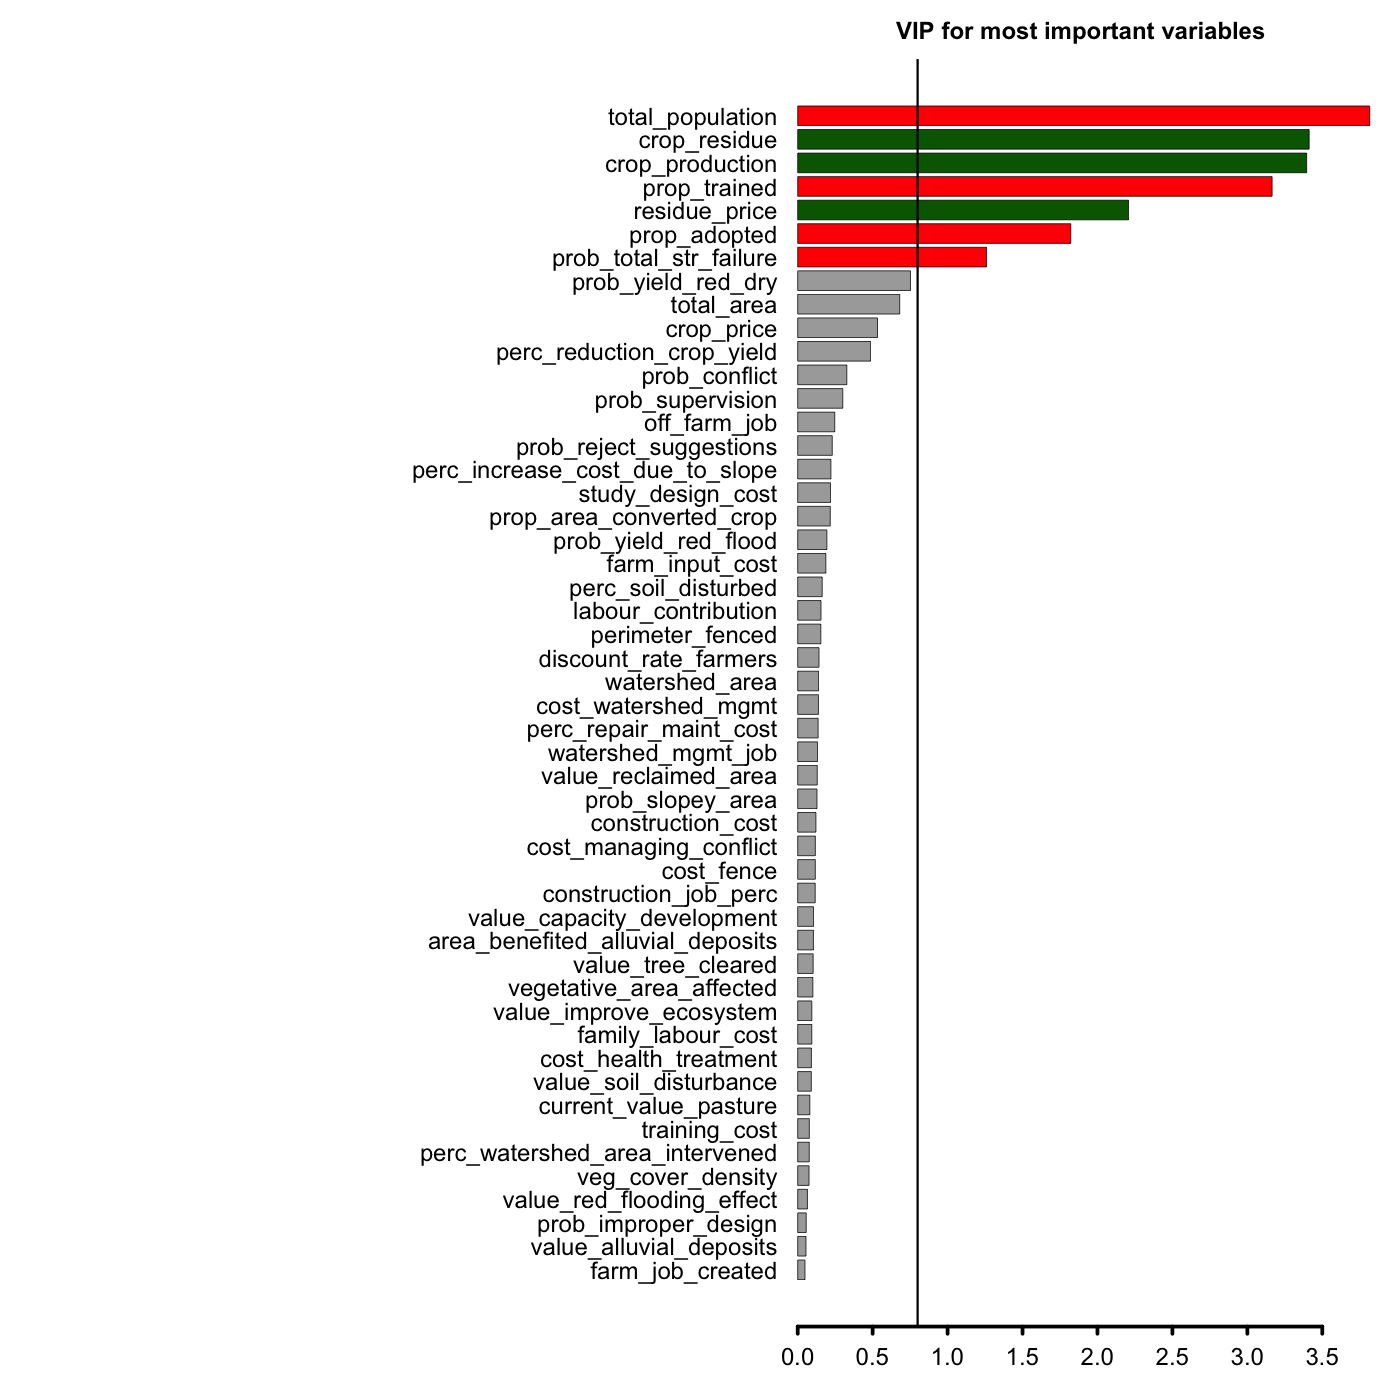 VIP for most important variables
total_population
crop_residue
crop_production
prop_trained
residue_price
prop_adopted
prob_total_str_failure
prob_yield_red_dry
total_area
crop_price
perc_reduction_crop_yield
prob_conflict
prob_supervision
off_farm_job
prob_reject_suggestions
perc_increase_cost_due_to_slope
study_design_cost
prop_area_converted_crop
prob_yield_red_flood
farm_input_cost
perc_soil_disturbed
labour_contribution
perimeter_fenced
discount_rate_farmers
watershed_area
cost_watershed_mgmt
perc_repair_maint_cost
watershed_mgmt_job
value_reclaimed_area
prob_slopey_area
construction_cost
cost_managing_conflict
cost_fence
construction_job_perc
value_capacity_development
area_benefited_alluvial_deposits
value_tree_cleared
vegetative_area_affected
value_improve_ecosystem
family_labour_cost
cost_health_treatment
value_soil_disturbance
current_value_pasture
training_cost
perc_watershed_area_intervened
veg_cover_density
value_red_flooding_effect
prob_improper_design
value_alluvial_deposits
farm_job_created
0.0 0.5 1.0 1.5 2.0 2.5 3.0 3.5